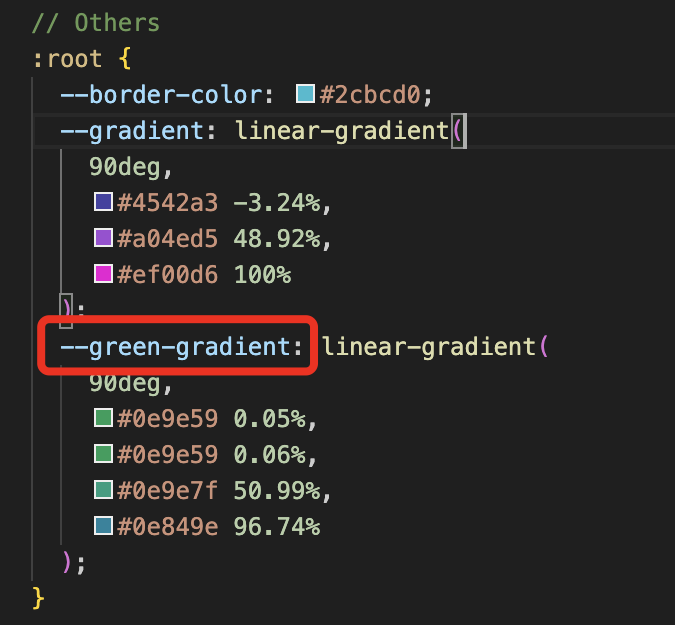 // Others
:root {
--border-color: #2cbcd0;
--gradient: linear-gradient(
90deg,
#4542a3 -3.24%,
#a04ed5 48.92%,
#ef00d6 100%
);
--green-gradient: linear-gradient(
90deg,
#0e9e59 0.05%,
#0e9e59 0.06%,
#0e9e7f 50.99%,
#0e849e 96.74%
);
}